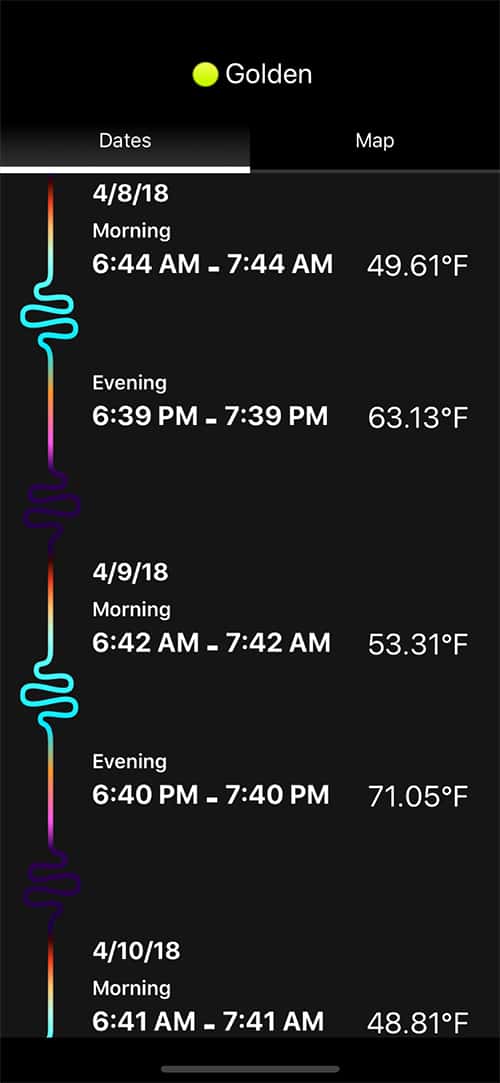 Golden
Dates Map
4/8/18
Morning
6:44 AM - 7:44 AM 49.61°F
Evening
6:39 PM - 7:39 PM 63.13°F
4/9/18
Morning
6:42 AM - 7:42 AM 53.31°F
Evening
6:40 PM - 7:40 PM 71.05°F
4/10/18
Morning
6:41 AM - 7:41 AM 48.81°F